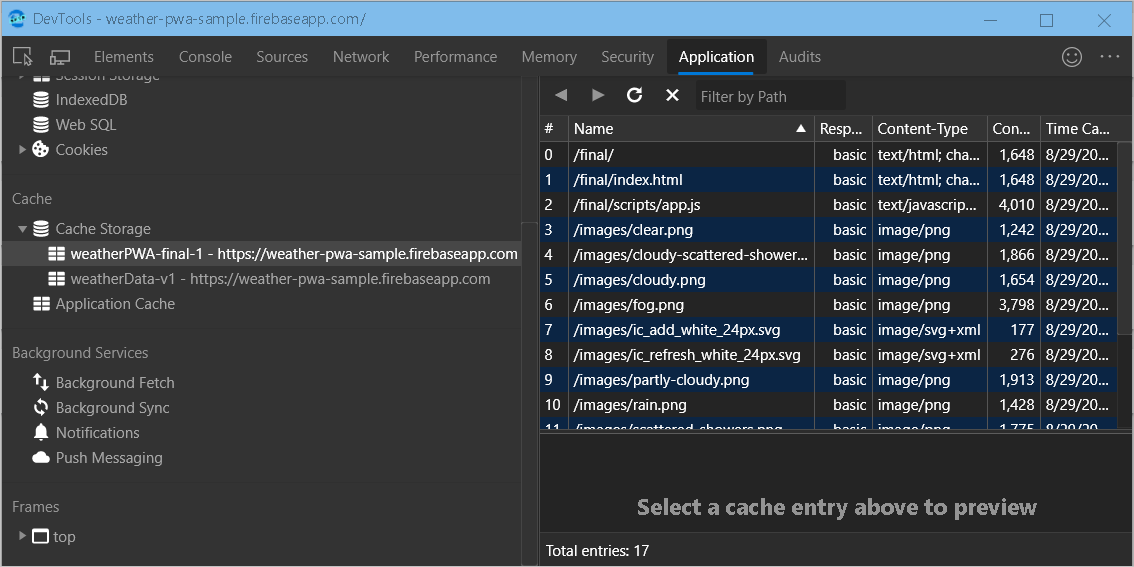 DevTools - weather-pwa-sample.firebaseapp.com/
Elements Console Sources Network Performance Memory Security Application Audits
Session Storage
IndexedDB
Web SQL
Cookies
Cache
Cache Storage
weatherPWA-final-1 - https://weather-pwa-sample.firebaseapp.com
weatherData-v1 - https://weather-pwa-sample.firebaseapp.com
Application Cache
Background Services
Background Fetch
Background Sync
Notifications
Push Messaging
Frames
top
Filter by Path
# Name Resp... Content-Type Con... Time Ca...
0 /final/ basic text/html; cha... 1,648 8/29/20...
1 /final/index.html basic text/html; cha... 1,648 8/29/20...
2 /final/scripts/app.js basic text/javascrip... 4,010 8/29/20...
3 /images/clear.png basic image/png 1,242 8/29/20...
4 /images/cloudy-scattered-shower... basic image/png 1,866 8/29/20...
5 /images/cloudy.png basic image/png 1,654 8/29/20...
6 /images/fog.png basic image/png 3,798 8/29/20...
7 /images/ic_add_white_24px.svg basic image/svg+xml 177 8/29/20...
8 /images/ic_refresh_white_24px.svg basic image/svg+xml 276 8/29/20...
9 /images/partly-cloudy.png basic image/png 1,913 8/29/20...
10 /images/rain.png basic image/png 1,428 8/29/20...
11 /images/scattered-showers.png basic image/png 1,775 8/29/20...
Select a cache entry above to preview
Total entries: 17